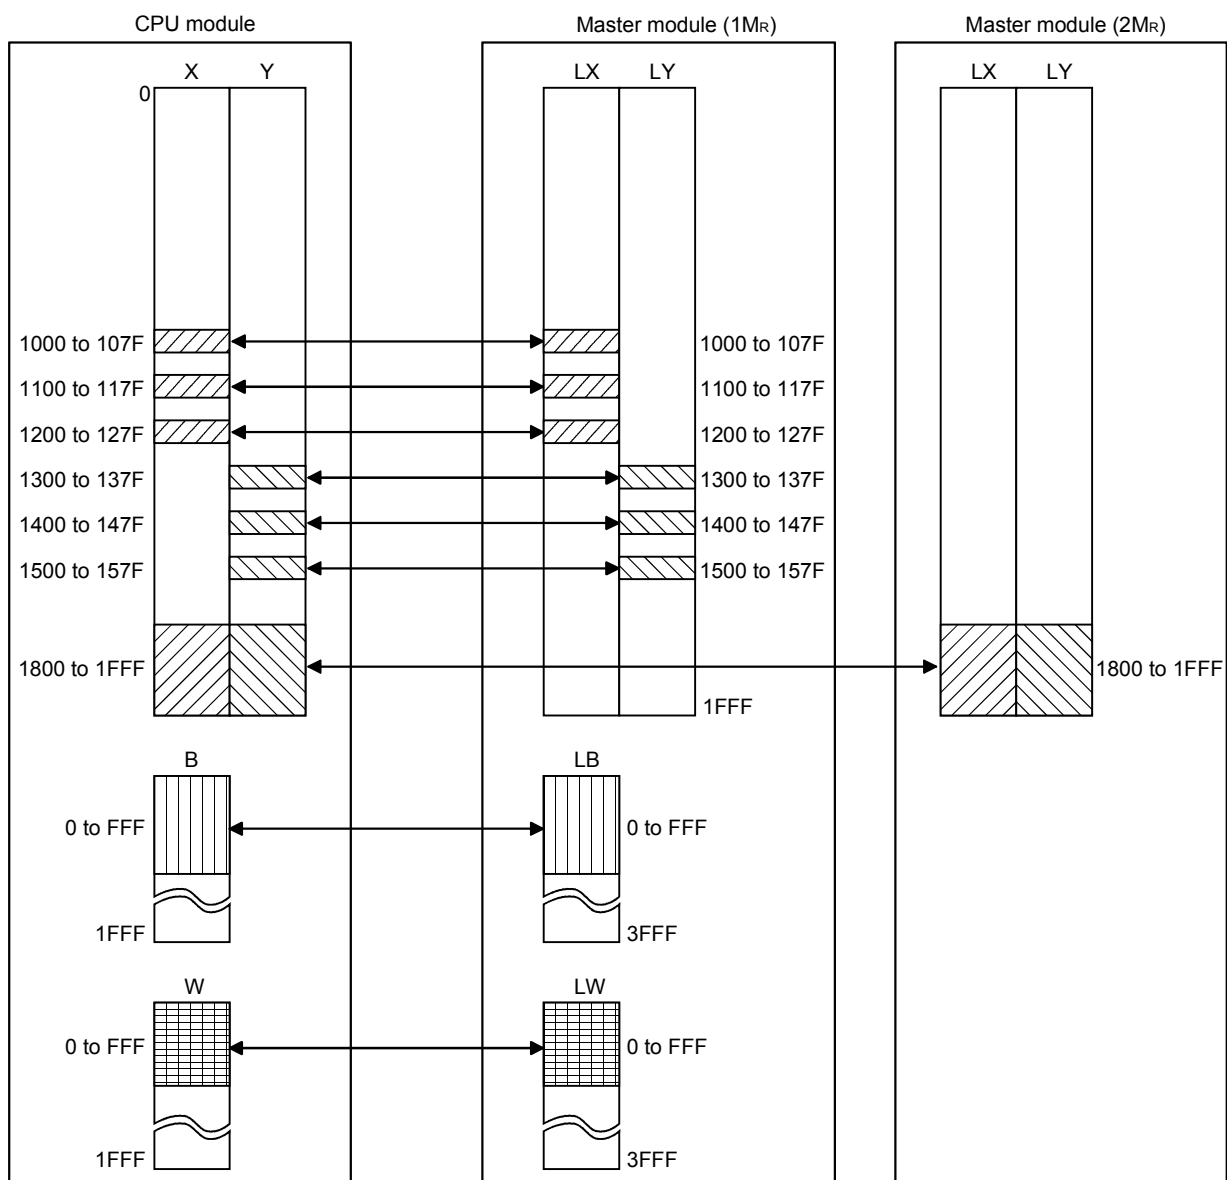 CPU module
Master module (1MR)
Master module (2MR)
X Y
LX LY
LX LY
0
1000 to 107F
1000 to 107F
1100 to 117F
1100 to 117F
1200 to 127F
1200 to 127F
1300 to 137F
1300 to 137F
1400 to 147F
1400 to 147F
1500 to 157F
1500 to 157F
1800 to 1FFF
1800 to 1FFF
1FFF
B
LB
0 to FFF
0 to FFF
1FFF
3FFF
W
LW
0 to FFF
0 to FFF
1FFF
3FFF